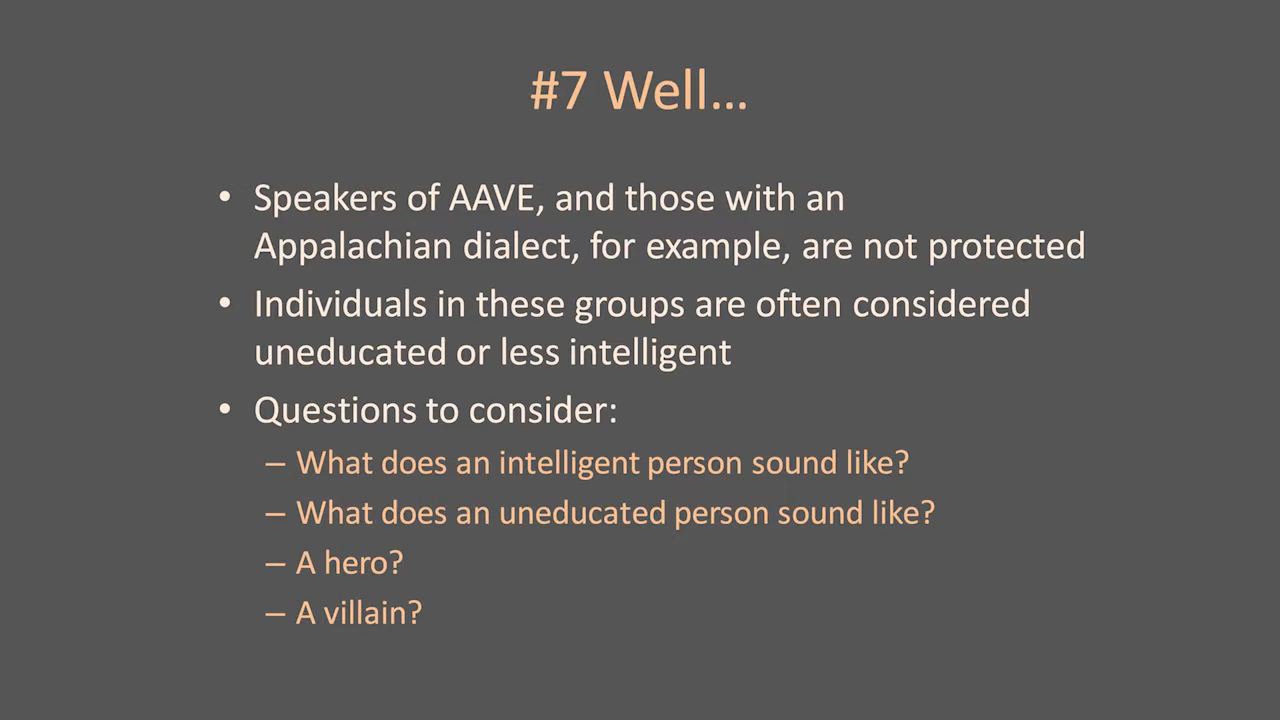 #7 Well…
• Speakers of AAVE, and those with an
Appalachian dialect, for example, are not protected
• Individuals in these groups are often considered
uneducated or less intelligent
• Questions to consider:
– What does an intelligent person sound like?
– What does an uneducated person sound like?
– A hero?
– A villain?